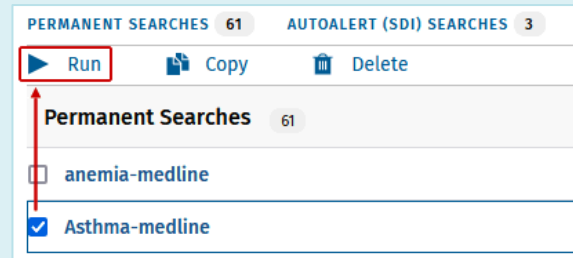 PERMANENT SEARCHES 61 AUTOALERT (SDI) SEARCHES 3
Run Copy Delete
Permanent Searches 61
anemia-medline
Asthma-medline